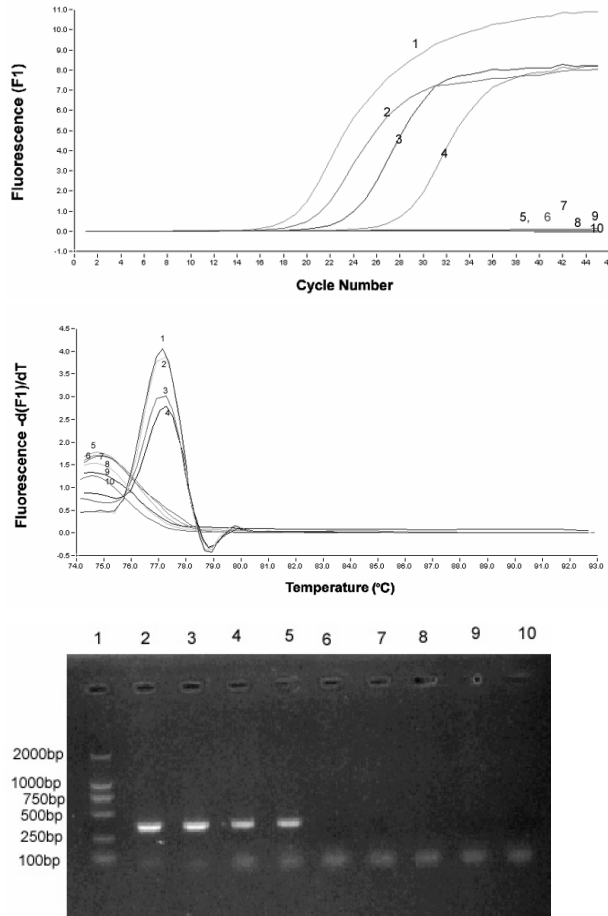 11.0
10.0
9.0
8.0
7.0
6.0
5.0
4.0
3.0
2.0
1.0
0.0
-1.0
Fluorescence (F1)
1
2
3
4
5, 6 7 8 9
10
0 2 4 6 8 10 12 14 16 18 20 22 24 26 28 30 32 34 36 38 40 42 44 46
Cycle Number
4.5
4.0
3.5
3.0
2.5
2.0
1.5
1.0
0.5
0.0
-0.5
Fluorescence -d(F1)/dT
1
2
3
4
5
6 7
8
9
10
74.0 75.0 76.0 77.0 78.0 79.0 80.0 81.0 82.0 83.0 84.0 85.0 86.0 87.0 88.0 89.0 90.0 91.0 92.0 93.0
Temperature (°C)
1 2 3 4 5 6 7 8 9 10
2000bp
1000bp
750bp
500bp
250bp
100bp